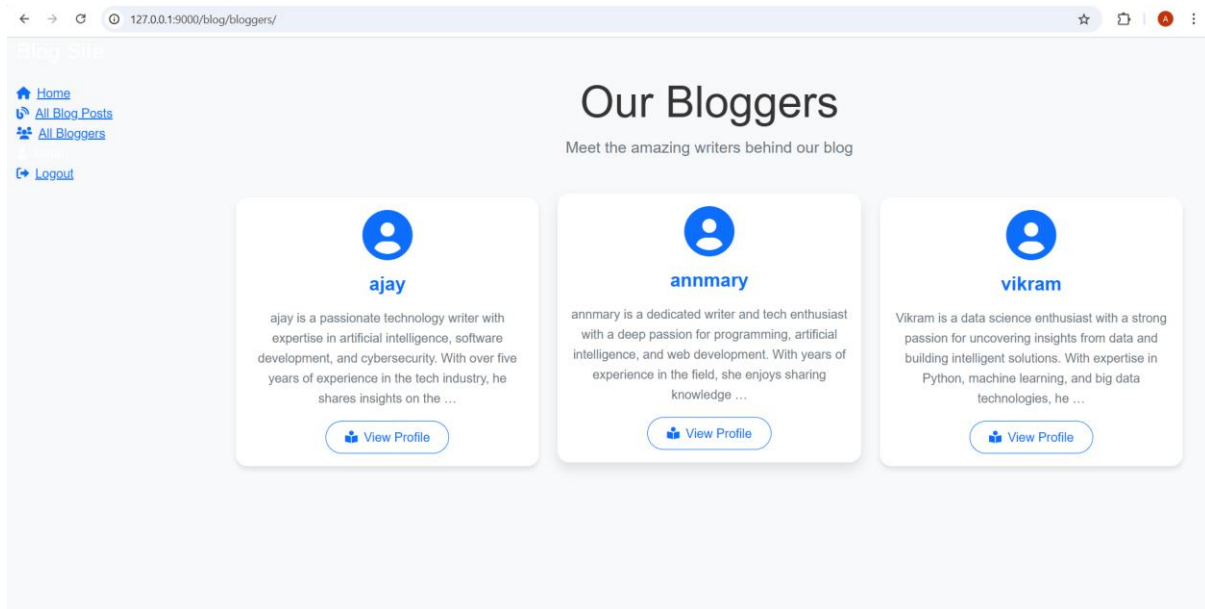 127.0.0.1:9000/blog/bloggers/
A
Blog Site
Home
All Blog Posts
All Bloggers
Logout
Our Bloggers
Meet the amazing writers behind our blog
ajay
ajay is a passionate technology writer with
expertise in artificial intelligence, software
development, and cybersecurity. With over five
years of experience in the tech industry, he
shares insights on the …
View Profile
annmary
annmary is a dedicated writer and tech enthusiast
with a deep passion for programming, artificial
intelligence, and web development. With years of
experience in the field, she enjoys sharing
knowledge …
View Profile
vikram
Vikram is a data science enthusiast with a strong
passion for uncovering insights from data and
building intelligent solutions. With expertise in
Python, machine learning, and big data
technologies, he …
View Profile